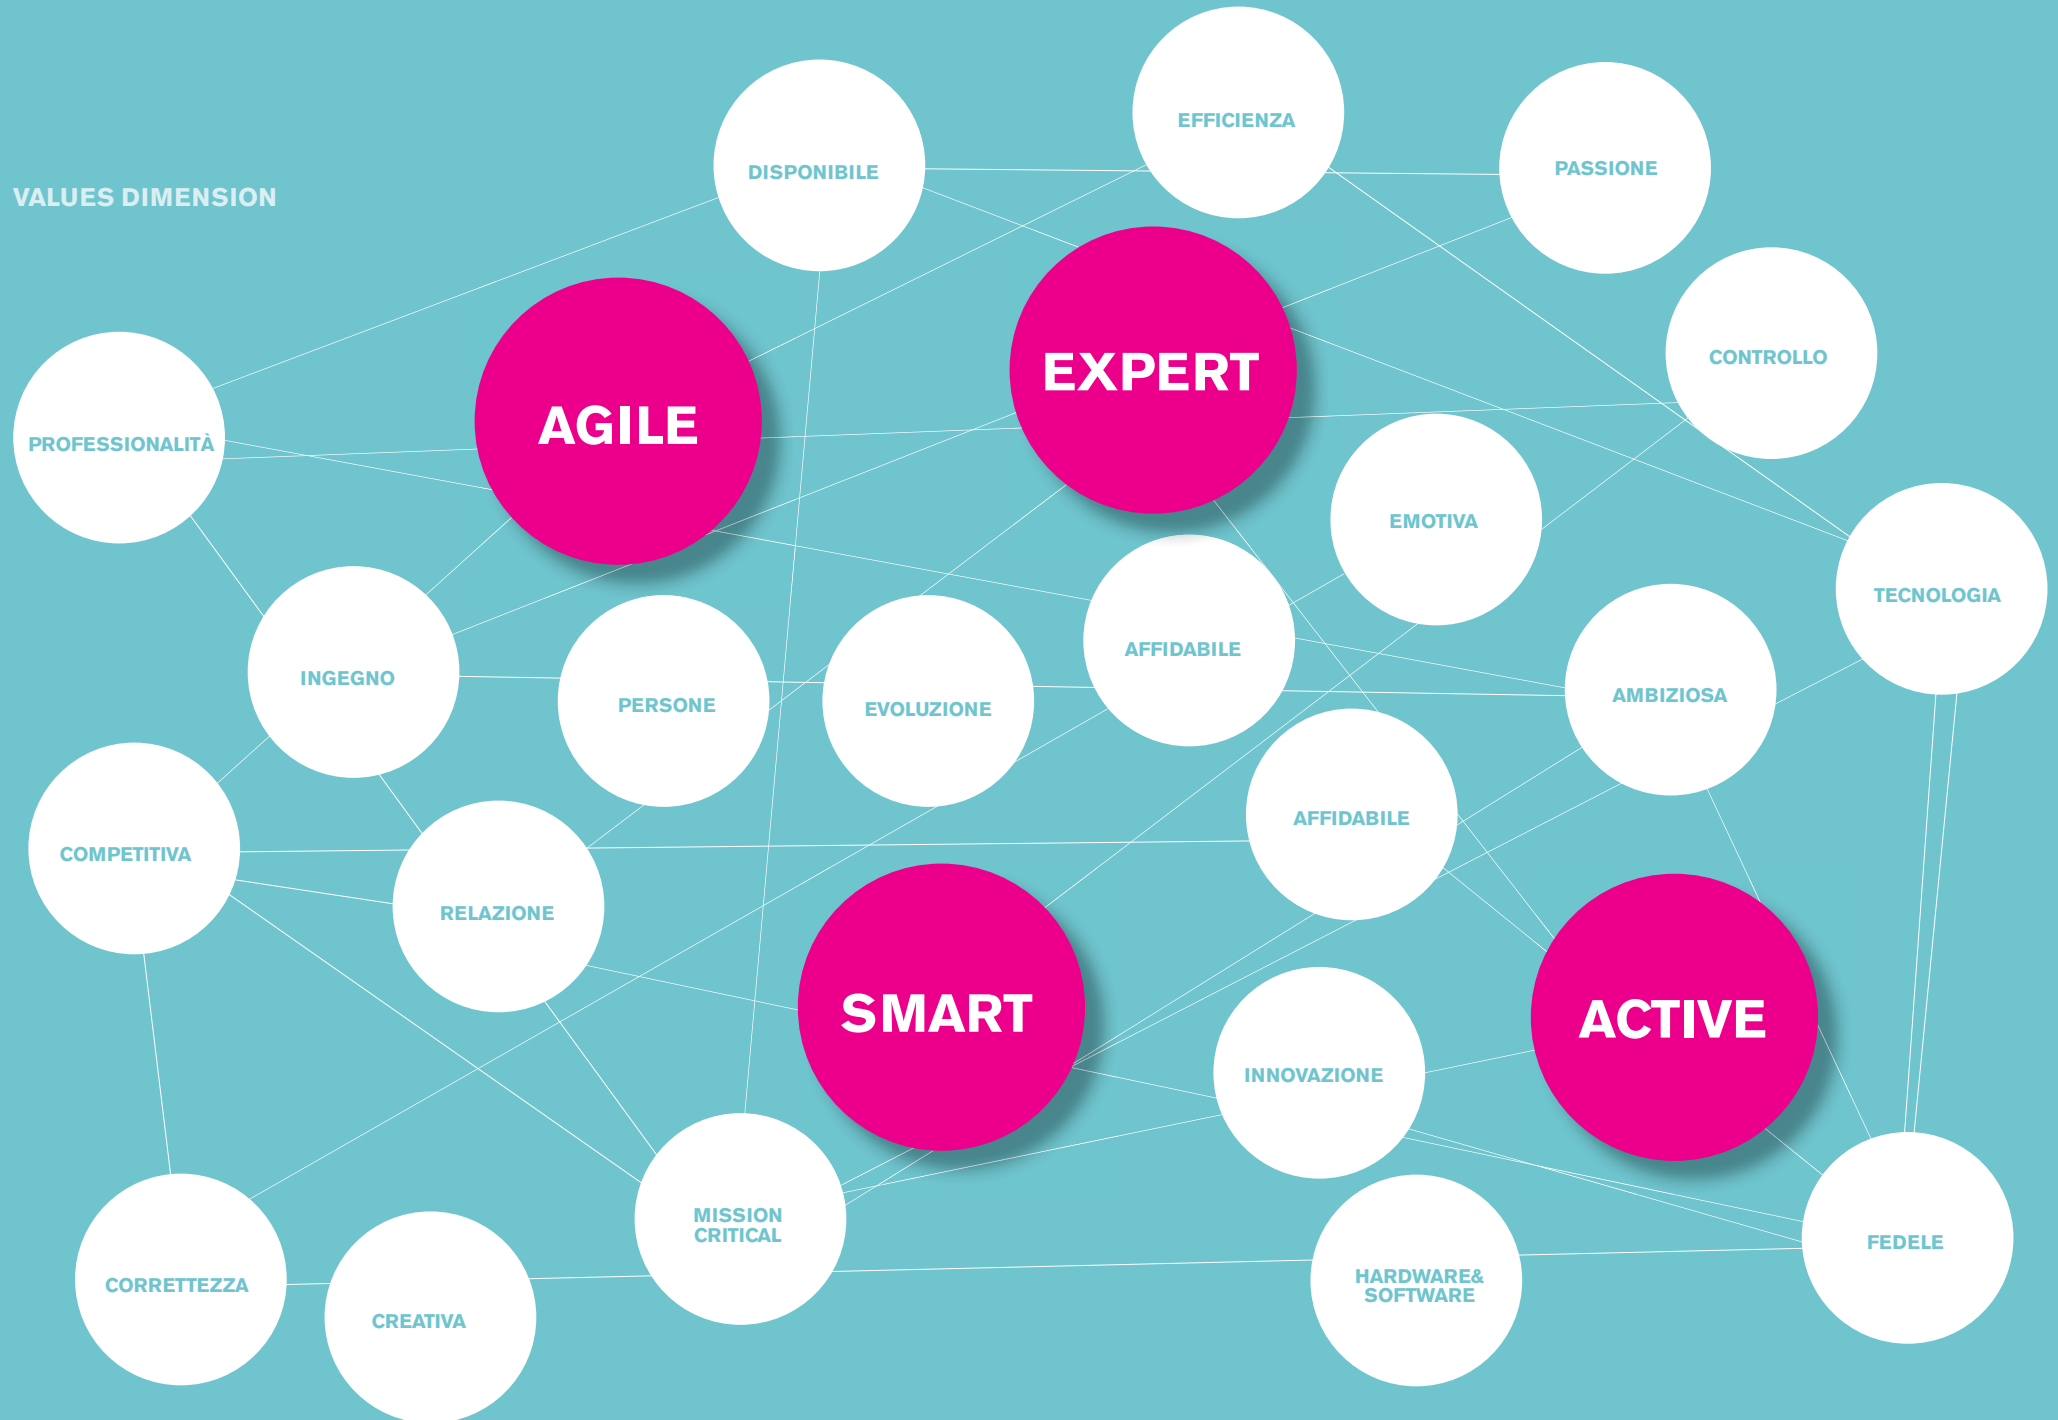 VALUES DIMENSION
EFFICIENZA
DISPONIBILE
PASSIONE
CONTROLLO
EXPERT
AGILE
PROFESSIONALITÀ
EMOTIVA
TECNOLOGIA
AFFIDABILE
INGEGNO
PERSONE
EVOLUZIONE
AMBIZIOSA
AFFIDABILE
COMPETITIVA
RELAZIONE
SMART
ACTIVE
INNOVAZIONE
MISSION
CRITICAL
FEDELE
HARDWARE&
SOFTWARE
CORRETTEZZA
CREATIVA